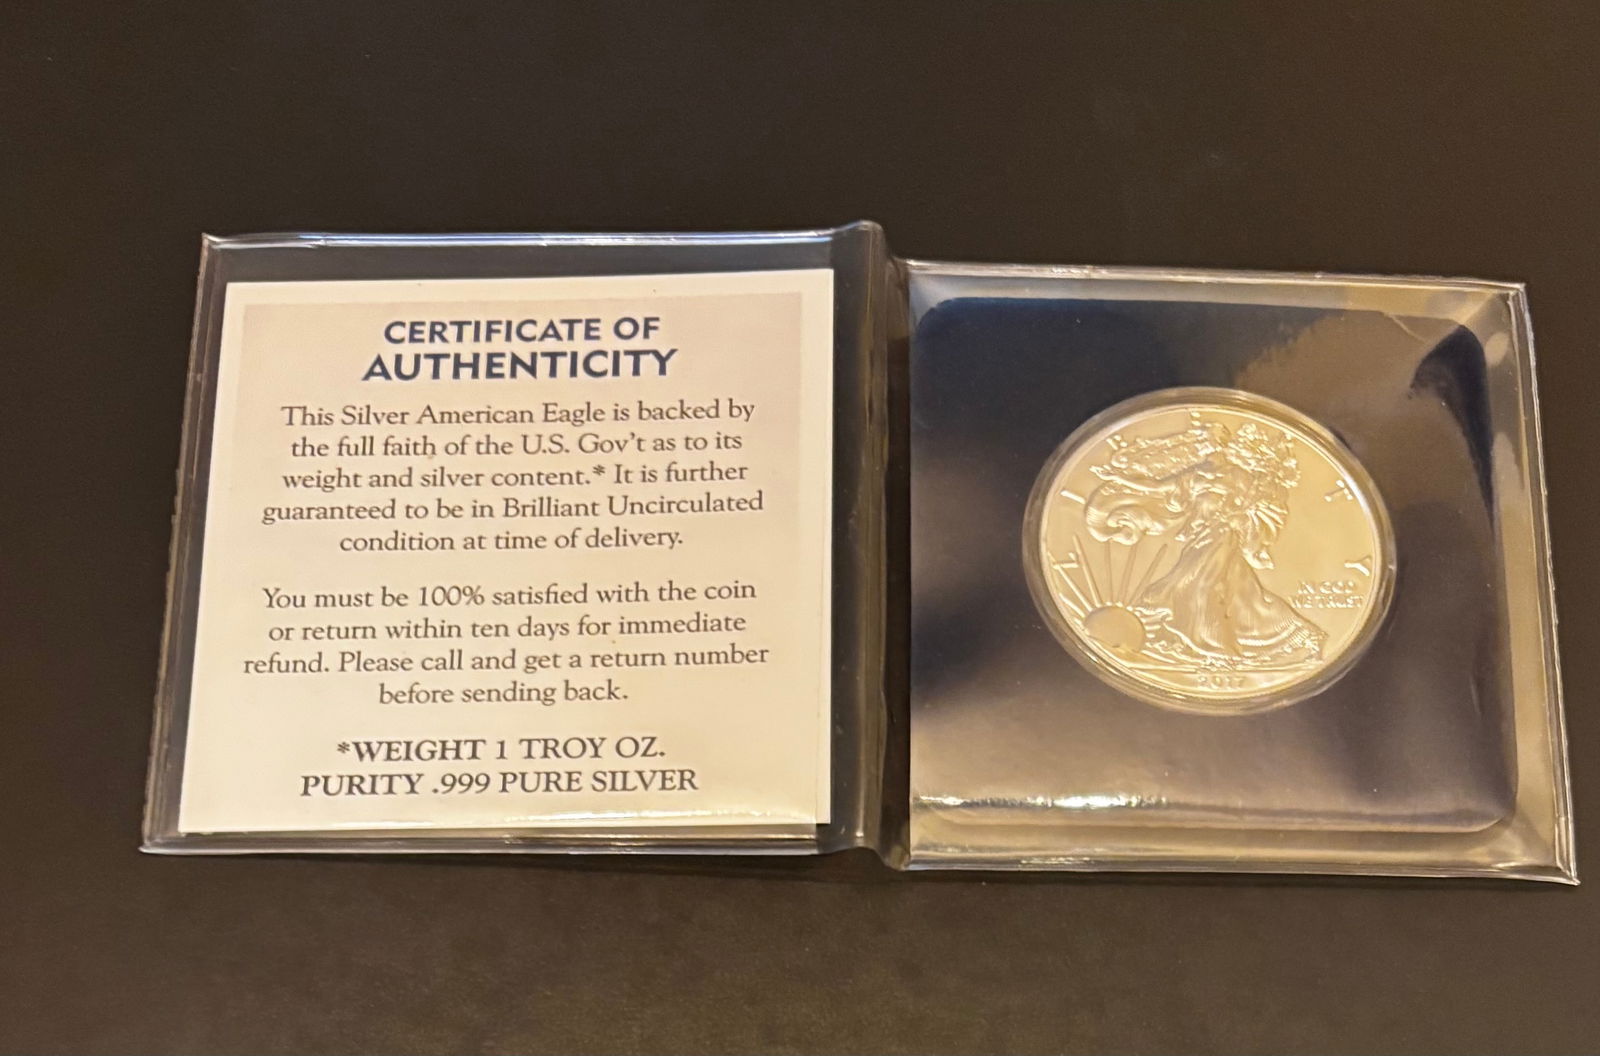 CERTIFICATE OF
AUTHENTICITY
This Silver American Eagle is backed by
the full faith of the U.S. Gov't as to its
weight and silver content.* It is further
guaranteed to be in Brilliant Uncirculated
condition at time of delivery.
You must be 100% satisfied with the coin
or return within ten days for immediate
refund. Please call and get a return number
before sending back.
*WEIGHT 1 TROY OZ.
PURITY .999 PURE SILVER
LIBERTY
IN GOD
WE TRUST
2017